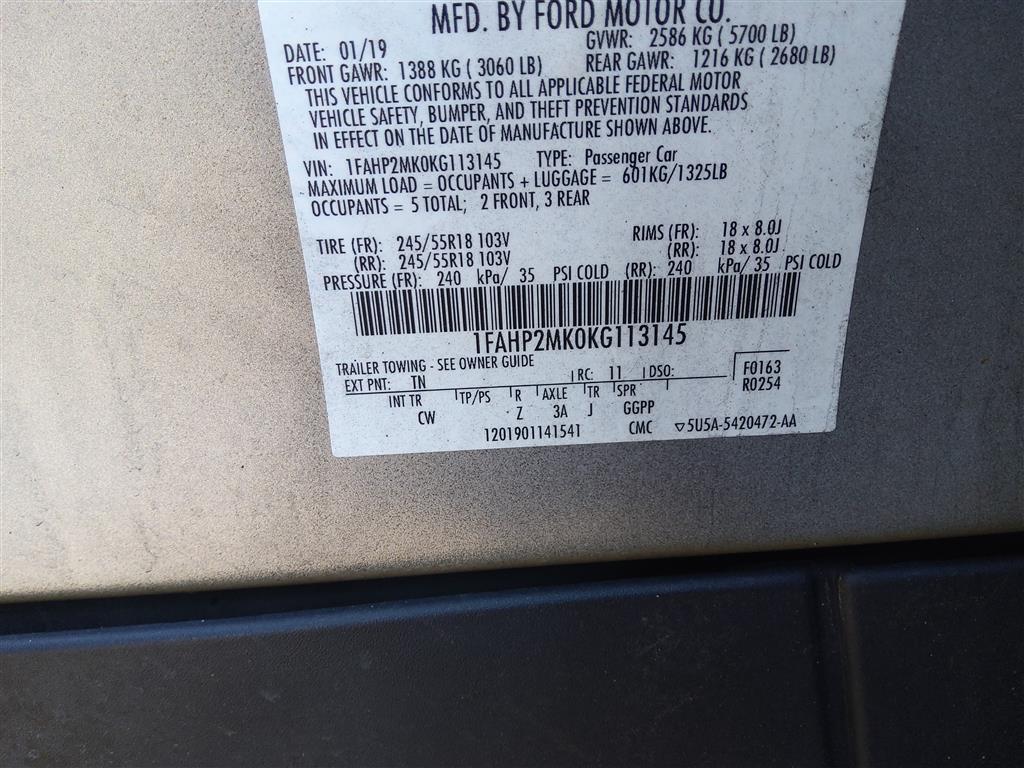 MFD. BY FORD MOTOR CO.
DATE: 01/19 GVWR: 2586 KG ( 5700 LB)
FRONT GAWR: 1388 KG ( 3060 LB) REAR GAWR: 1216 KG ( 2680 LB)
THIS VEHICLE CONFORMS TO ALL APPLICABLE FEDERAL MOTOR
VEHICLE SAFETY, BUMPER, AND THEFT PREVENTION STANDARDS
IN EFFECT ON THE DATE OF MANUFACTURE SHOWN ABOVE.
VIN: 1FAHP2MK0KG113145 TYPE: Passenger Car
MAXIMUM LOAD = OCCUPANTS + LUGGAGE = 601KG/1325LB
OCCUPANTS = 5 TOTAL; 2 FRONT, 3 REAR
TIRE (FR): 245/55R18 103V RIMS (FR): 18 x 8.0J
(RR): 245/55R18 103V (RR): 18 x 8.0J
PRESSURE (FR): 240 kPa/ 35 PSI COLD (RR): 240 kPa/ 35 PSI COLD
1FAHP2MK0KG113145
TRAILER TOWING - SEE OWNER GUIDE
EXT PNT: TN RC: 11 DSO: F0163
INT TR TP/PS R AXLE TR SPR R0254
CW Z 3A J GGPP
1201901141541 CMC ▽5U5A-5420472-AA